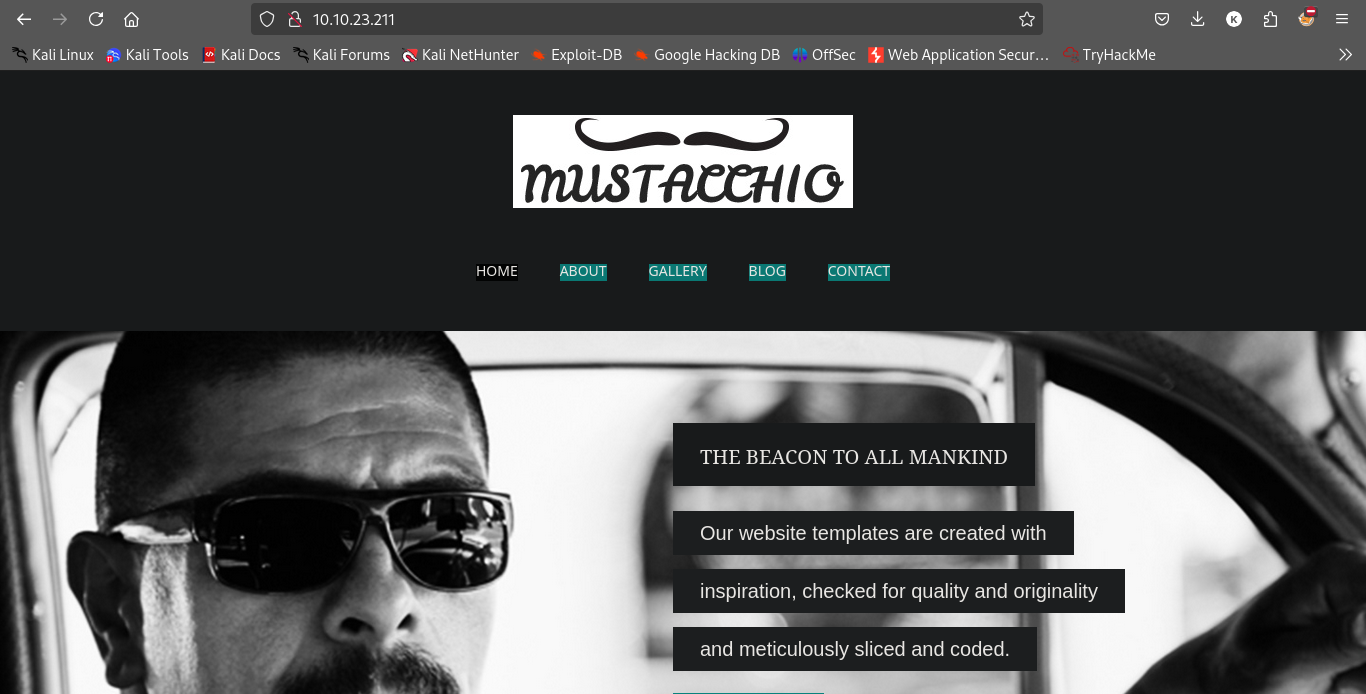 10.10.23.211
Kali Linux Kali Tools Kali Docs Kali Forums Kali NetHunter Exploit-DB Google Hacking DB OffSec Web Application Secur… TryHackMe
MUSTACCHIO
HOME ABOUT GALLERY BLOG CONTACT
THE BEACON TO ALL MANKIND
Our website templates are created with
inspiration, checked for quality and originality
and meticulously sliced and coded.